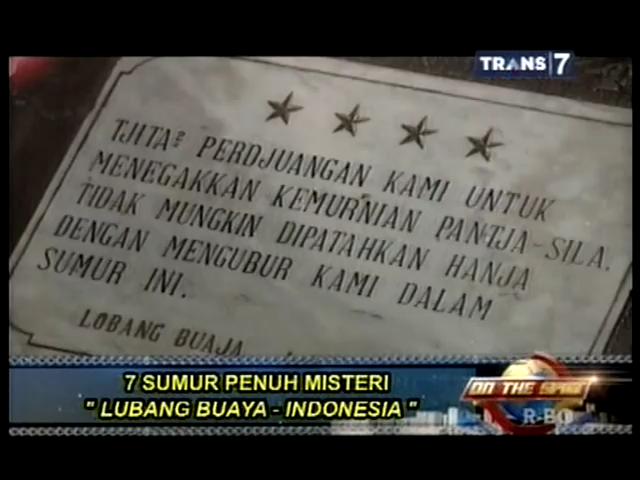 TRANS|7
TJITA² PERDJUANGAN KAMI UNTUK
MENEGAKKAN KEMURNIAN PANTJA-SILA.
TIDAK MUNGKIN DIPATAHKAN HANJA
DENGAN MENGUBUR KAMI DALAM
SUMUR INI.
LOBANG BUAJA
7 SUMUR PENUH MISTERI
" LUBANG BUAYA - INDONESIA "
ON THE SPOT
R-BO